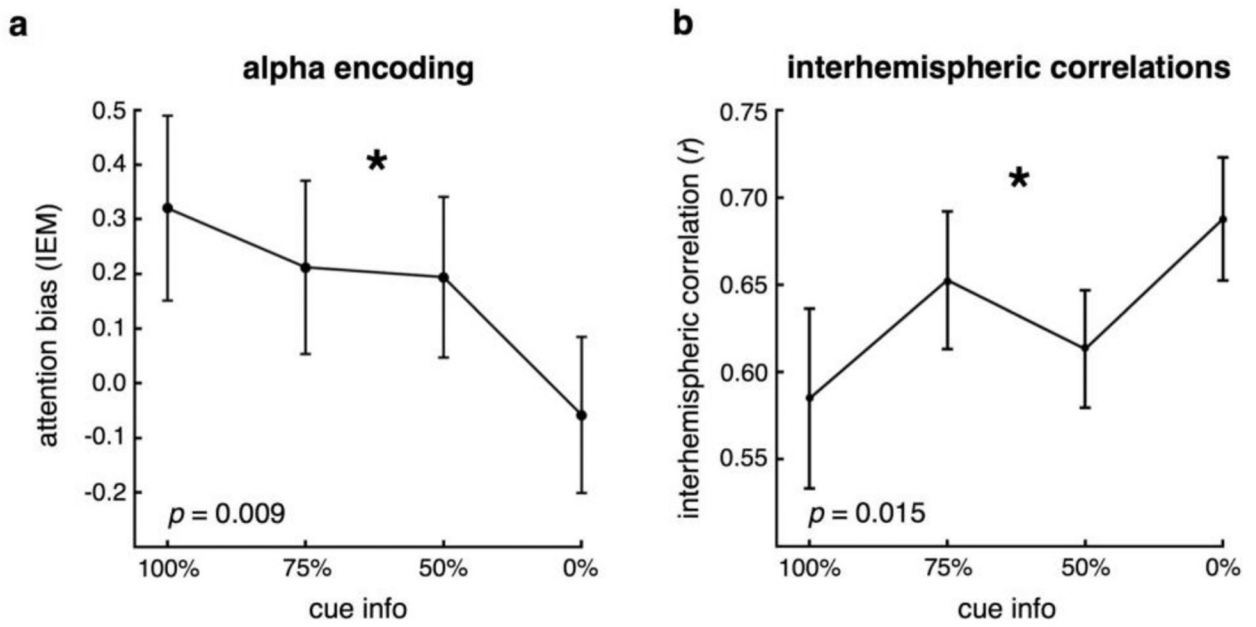 a
alpha encoding
attention bias (IEM)
0.5
0.4
0.3
0.2
0.1
0.0
-0.1
-0.2
*
p = 0.009
100% 75% 50% 0%
cue info
b
interhemispheric correlations
interhemispheric correlation (r)
0.75
0.70
0.65
0.60
0.55
*
p = 0.015
100% 75% 50% 0%
cue info